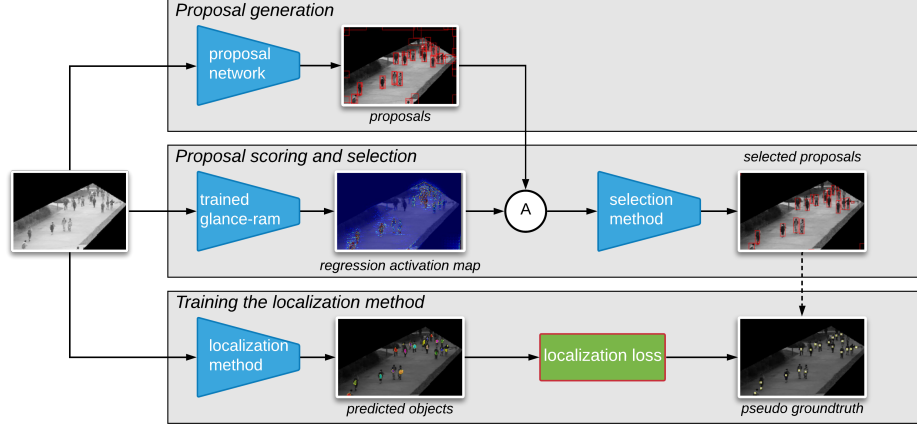 Proposal generation
proposal
network
proposals
Proposal scoring and selection
selected proposals
trained
glance-ram
A
selection
method
regression activation map
Training the localization method
localization
method
localization loss
predicted objects
pseudo groundtruth